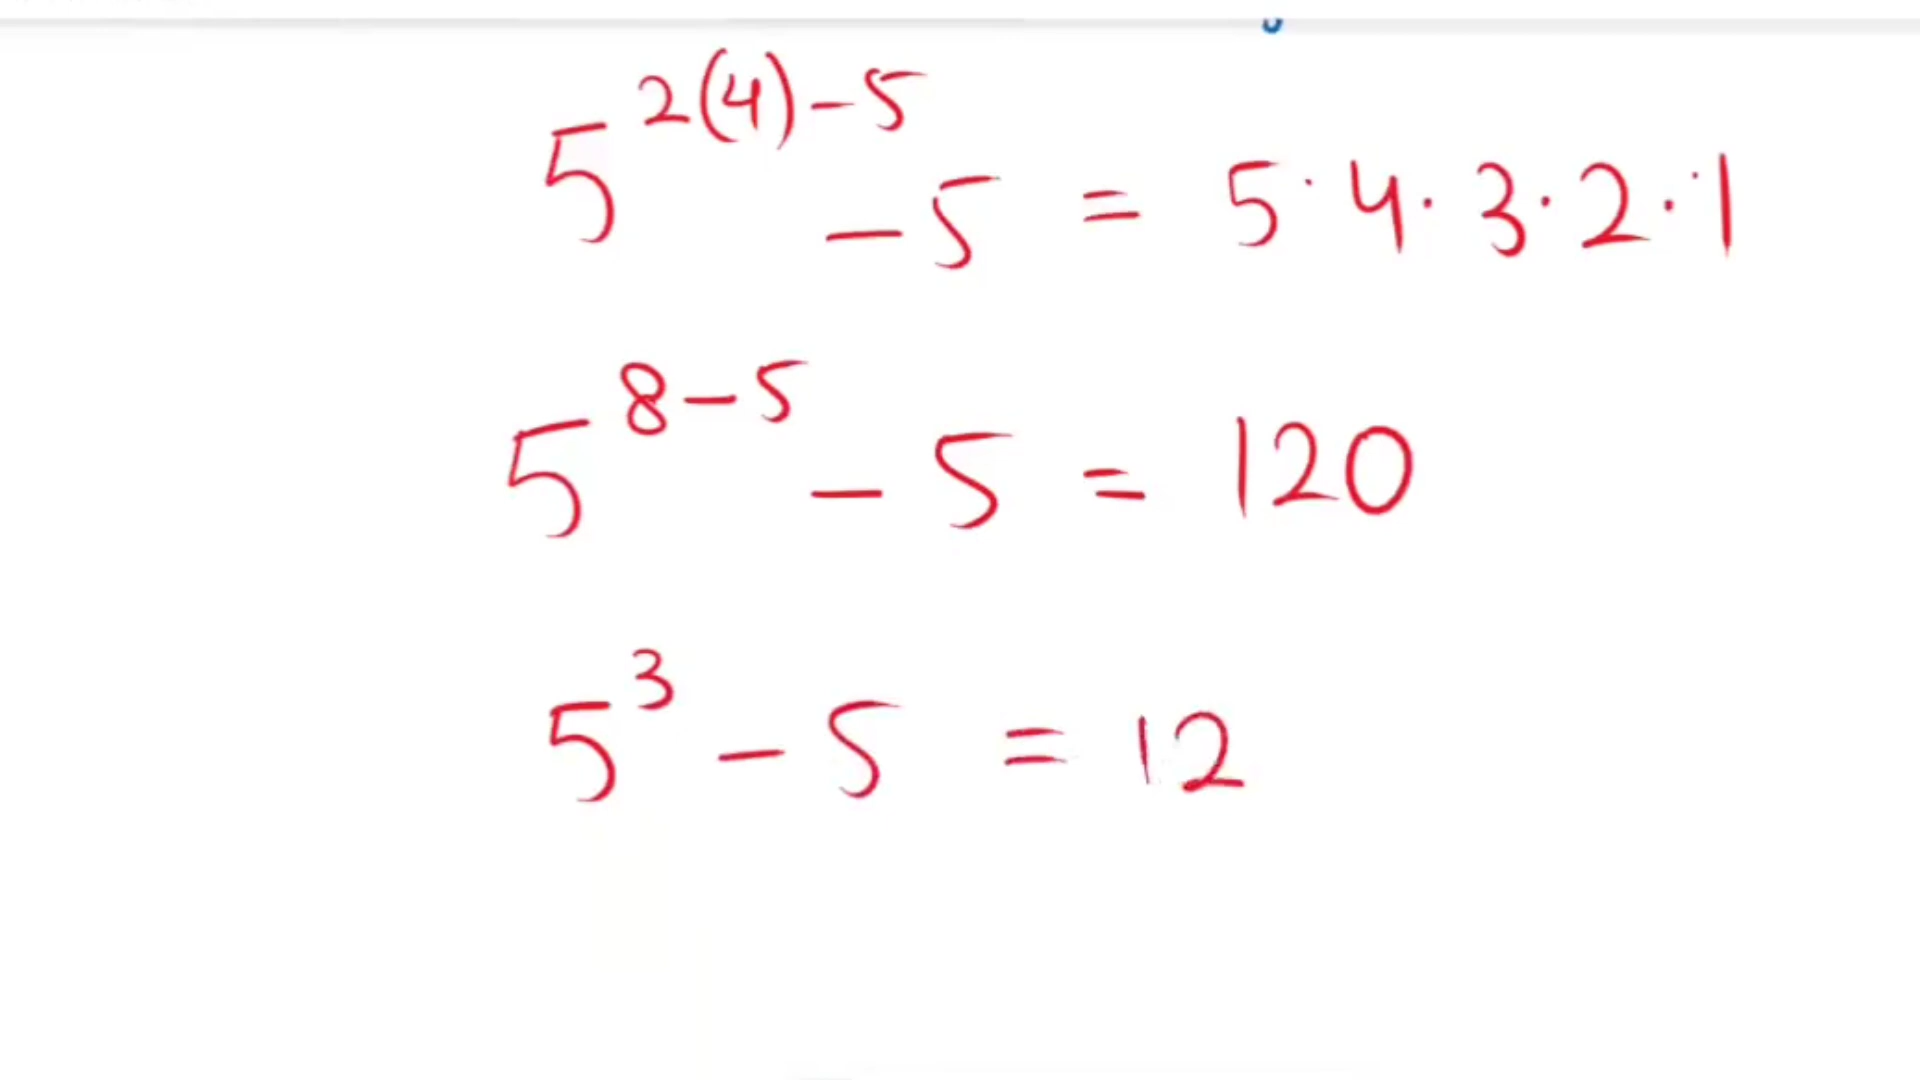 5^{2(4)-5} - 5 = 5·4·3·2·1
5^{8-5} - 5 = 120
5^3 - 5 = 12